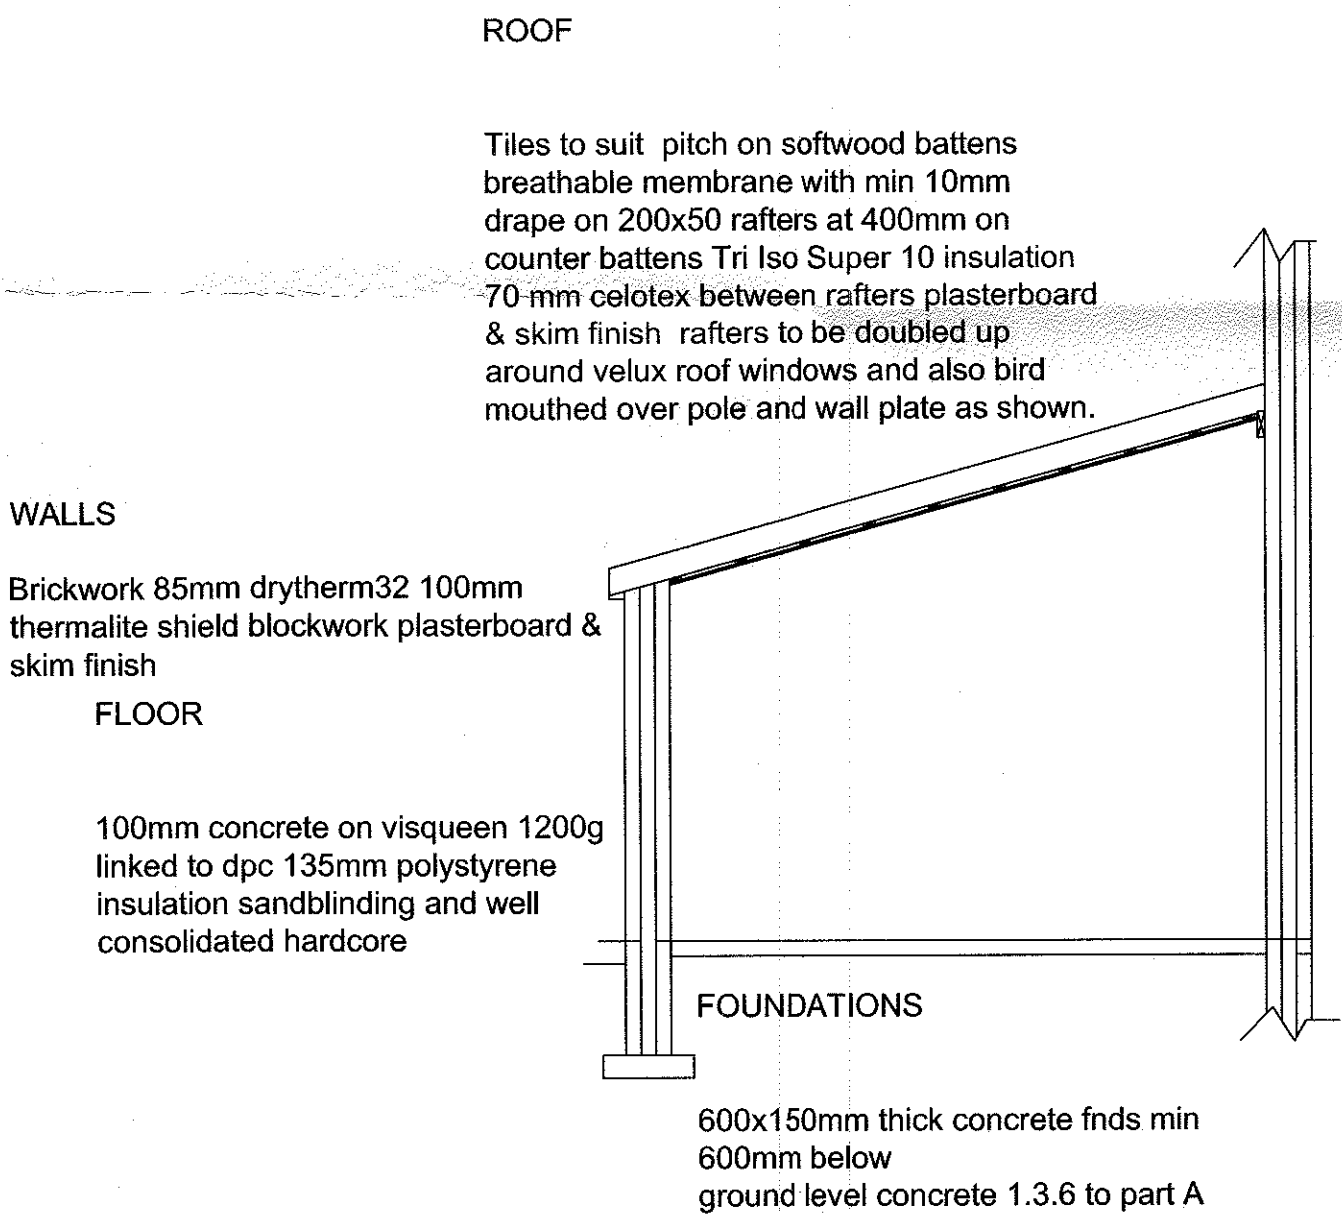 ROOF
Tiles to suit pitch on softwood battens
breathable membrane with min 10mm
drape on 200x50 rafters at 400mm on
counter battens Tri Iso Super 10 insulation
70 mm celotex between rafters plasterboard
& skim finish rafters to be doubled up
around velux roof windows and also bird
mouthed over pole and wall plate as shown.
WALLS
Brickwork 85mm drytherm32 100mm
thermalite shield blockwork plasterboard &
skim finish
FLOOR
100mm concrete on visqueen 1200g
linked to dpc 135mm polystyrene
insulation sandblinding and well
consolidated hardcore
FOUNDATIONS
600x150mm thick concrete fnds min
600mm below
ground level concrete 1.3.6 to part A